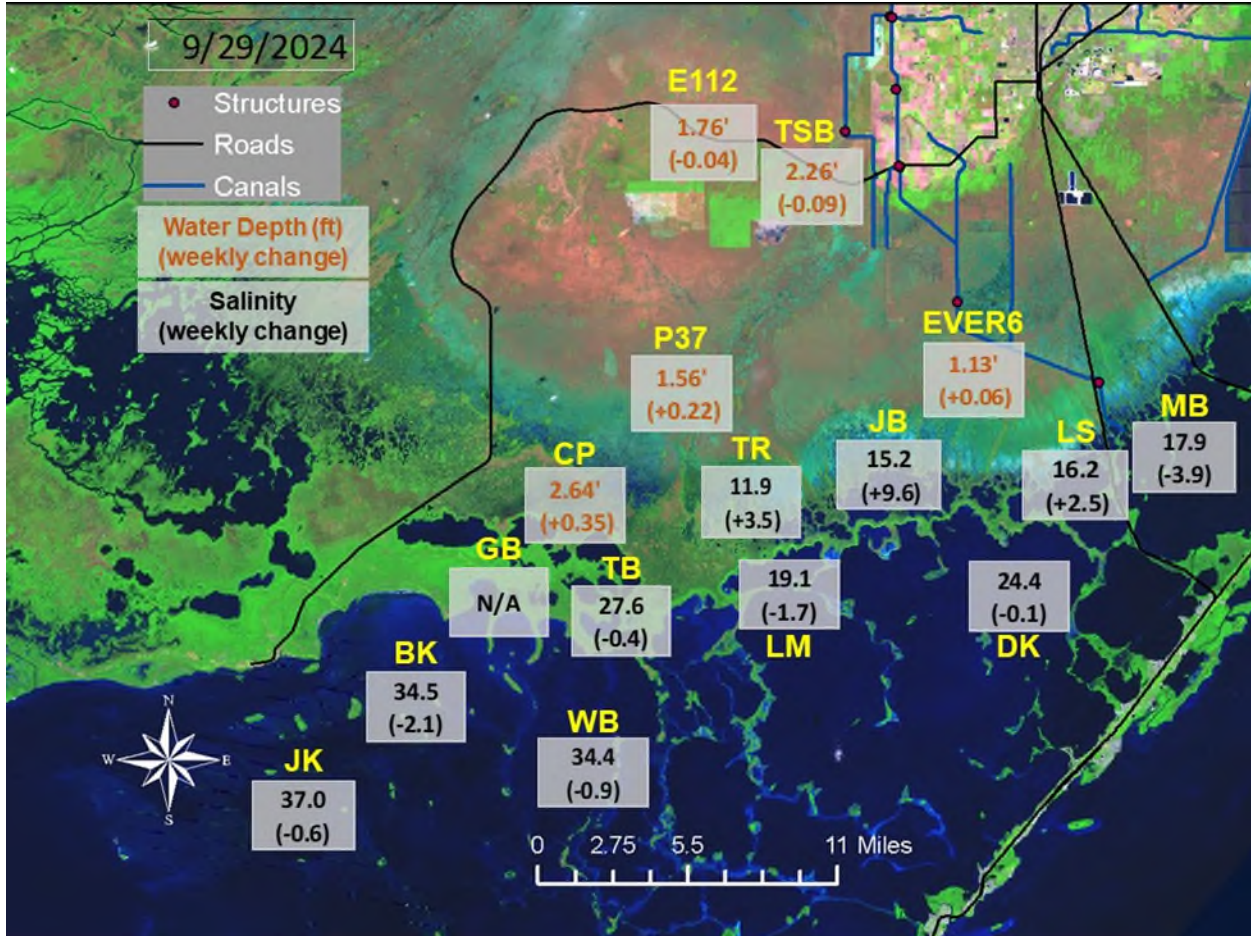 9/29/2024
Structures
Roads
Canals
Water Depth (ft)
(weekly change)
Salinity
(weekly change)
E112
1.76'
(-0.04)
TSB
2.26'
(-0.09)
P37
1.56'
(+0.22)
EVER6
1.13'
(+0.06)
CP
2.64'
(+0.35)
TR
11.9
(+3.5)
JB
15.2
(+9.6)
LS
16.2
(+2.5)
MB
17.9
(-3.9)
GB
N/A
TB
27.6
(-0.4)
19.1
(-1.7)
LM
24.4
(-0.1)
DK
BK
34.5
(-2.1)
WB
34.4
(-0.9)
JK
37.0
(-0.6)
N
W E
S
0 2.75 5.5 11 Miles